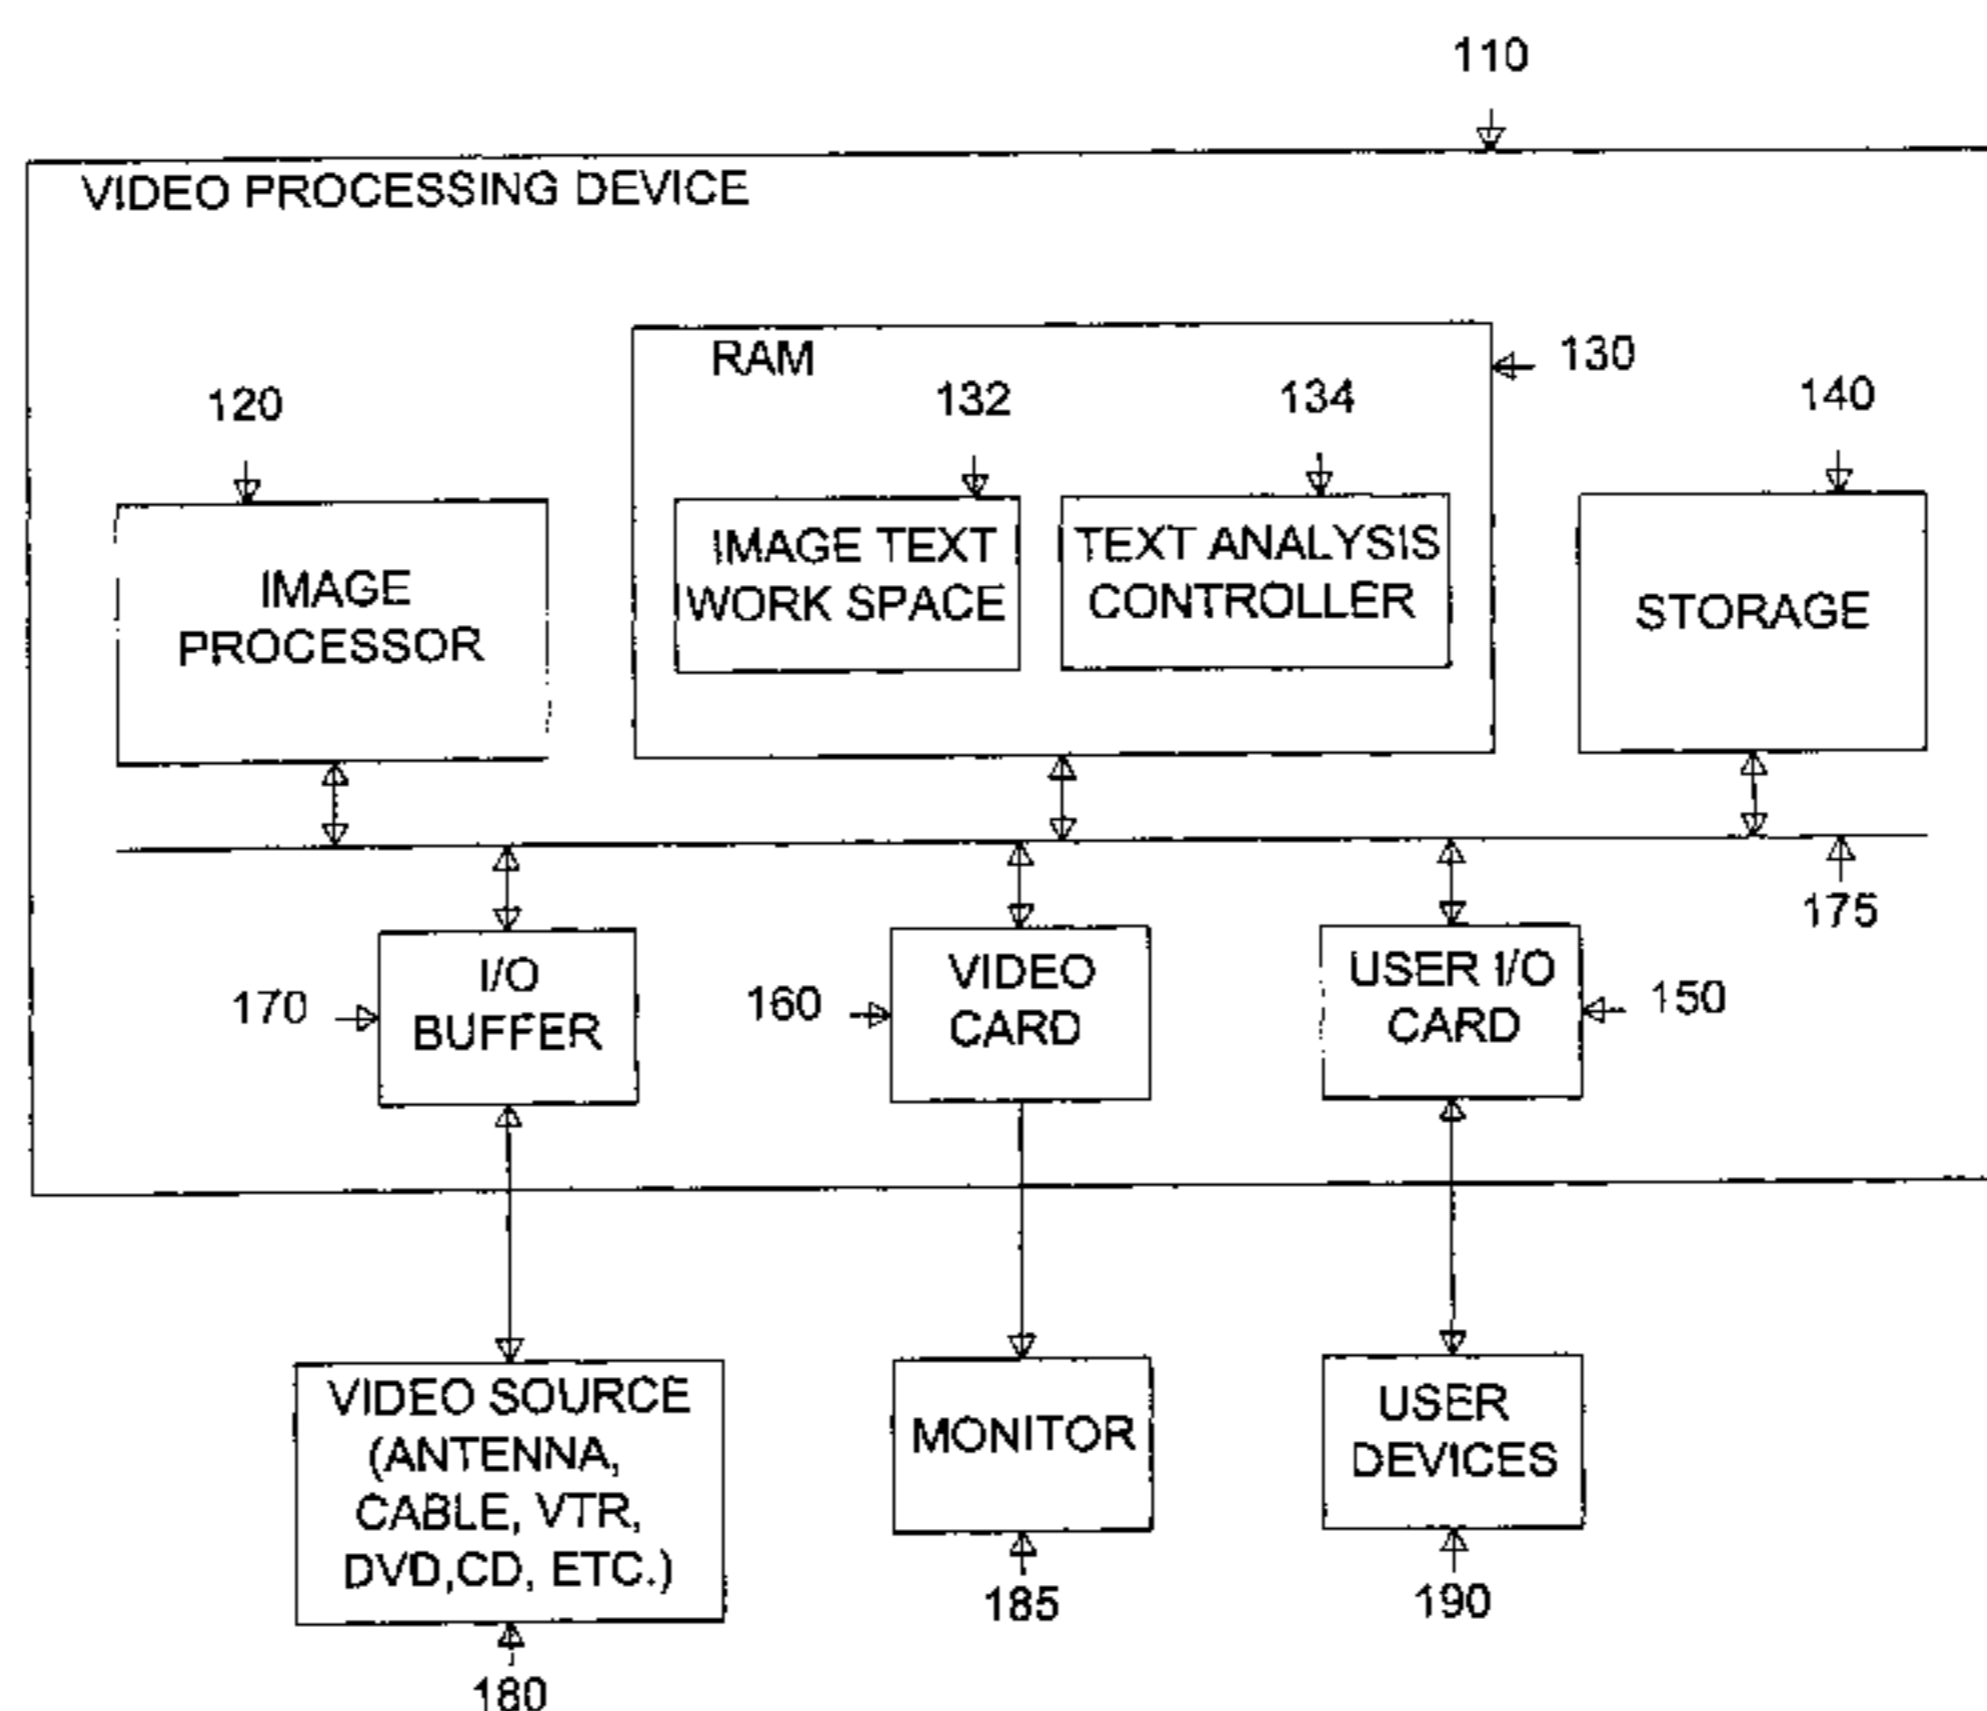 110
VIDEO PROCESSING DEVICE
RAM
130
120
132
134
140
IMAGE
PROCESSOR
IMAGE TEXT
WORK SPACE
TEXT ANALYSIS
CONTROLLER
STORAGE
175
170
I/O
BUFFER
160
VIDEO
CARD
USER I/O
CARD
150
VIDEO SOURCE
(ANTENNA,
CABLE, VTR,
DVD,CD, ETC.)
MONITOR
USER
DEVICES
180
185
190